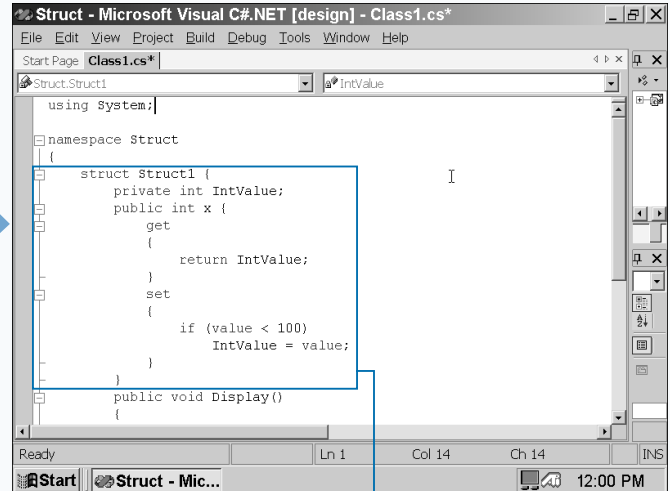 Struct - Microsoft Visual C#.NET [design] - Class1.cs*
File Edit View Project Build Debug Tools Window Help
Start Page Class1.cs*
Struct.Struct1 IntValue
using System;
namespace Struct
{
struct Struct1 {
private int IntValue;
public int x {
get
{
return IntValue;
}
set
{
if (value < 100)
IntValue = value;
}
}
public void Display()
{
Ready Ln 1 Col 14 Ch 14 INS
Start Struct - Mic... 12:00 PM